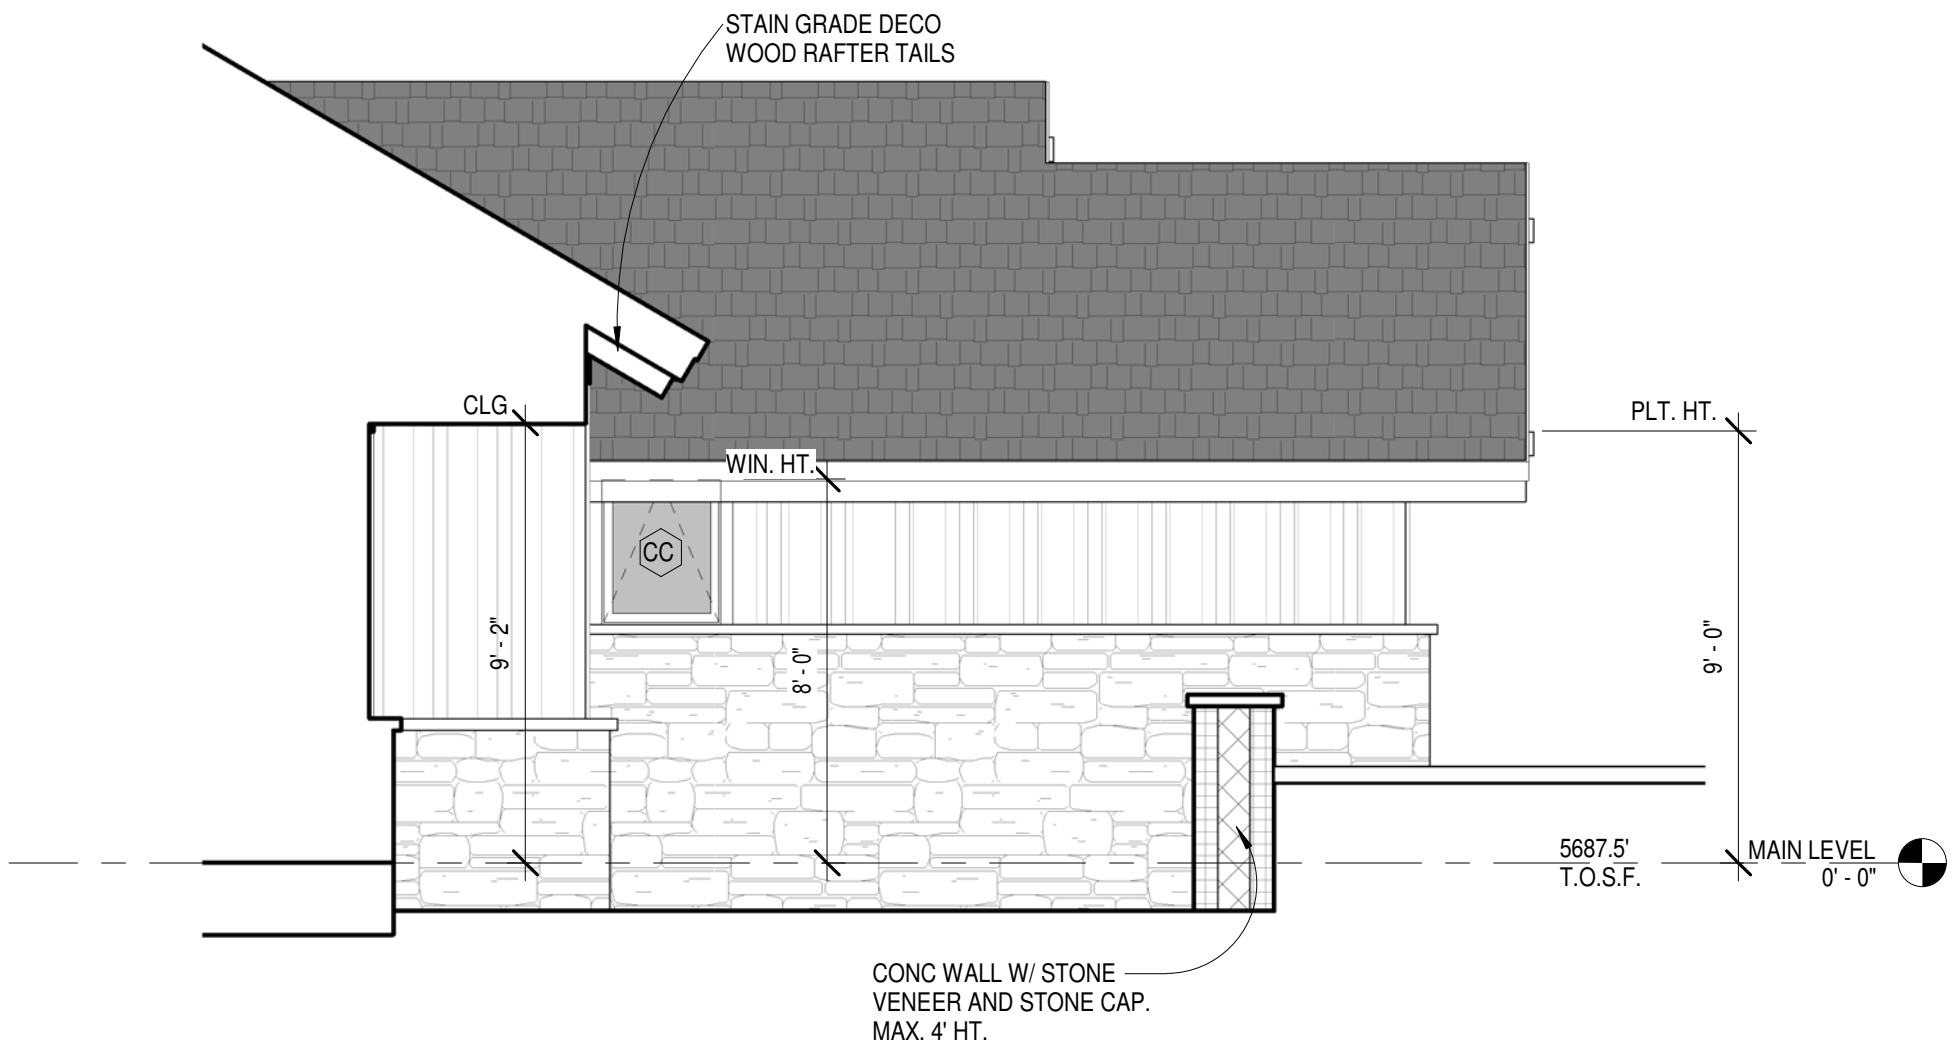 STAIN GRADE DECO
WOOD RAFTER TAILS
CLG
PLT. HT.
WIN. HT.
CC
9' - 2"
8' - 0"
9' - 0"
5687.5'
T.O.S.F.
MAIN LEVEL
0' - 0"
CONC WALL W/ STONE
VENEER AND STONE CAP.
MAX. 4' HT.